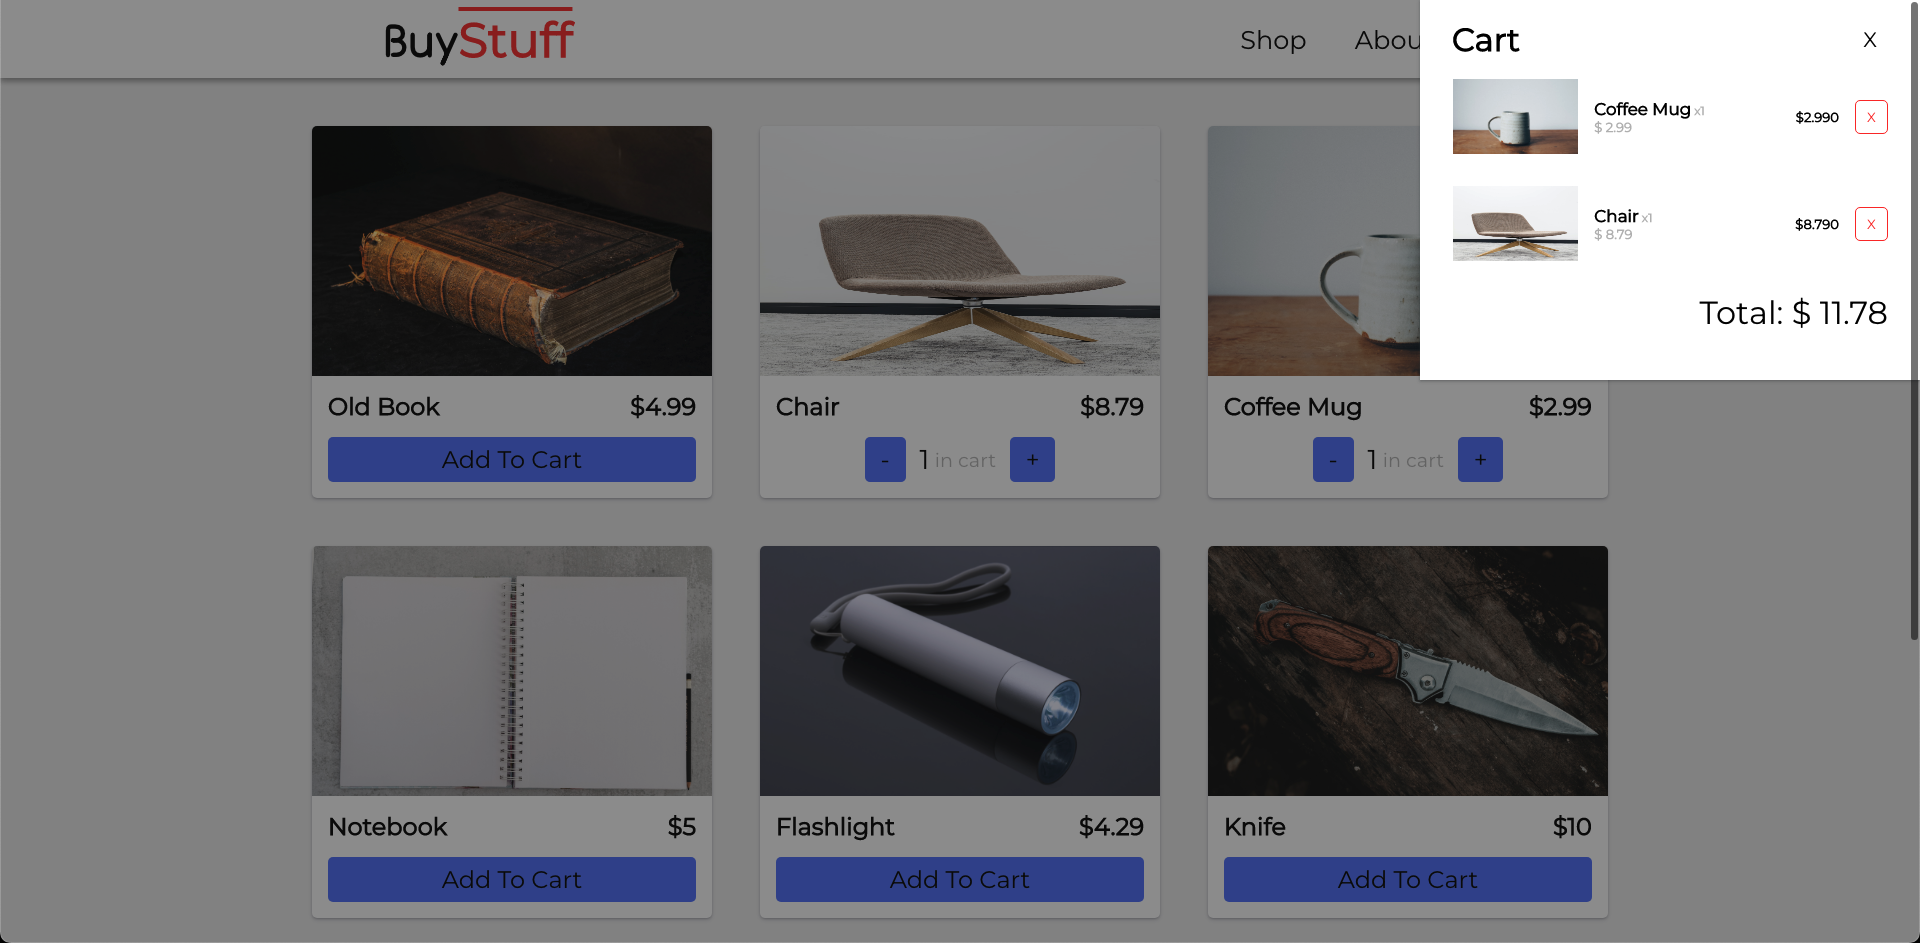 BuyStuff
Shop
Cart
X
Coffee Mug x1
$ 2.99
$2.990
X
Chair x1
$ 8.79
$8.790
X
Total: $ 11.78
Old Book $4.99
Add To Cart
Chair $8.79
- 1 in cart +
Coffee Mug $2.99
- 1 in cart +
Notebook $5
Add To Cart
Flashlight $4.29
Add To Cart
Knife $10
Add To Cart